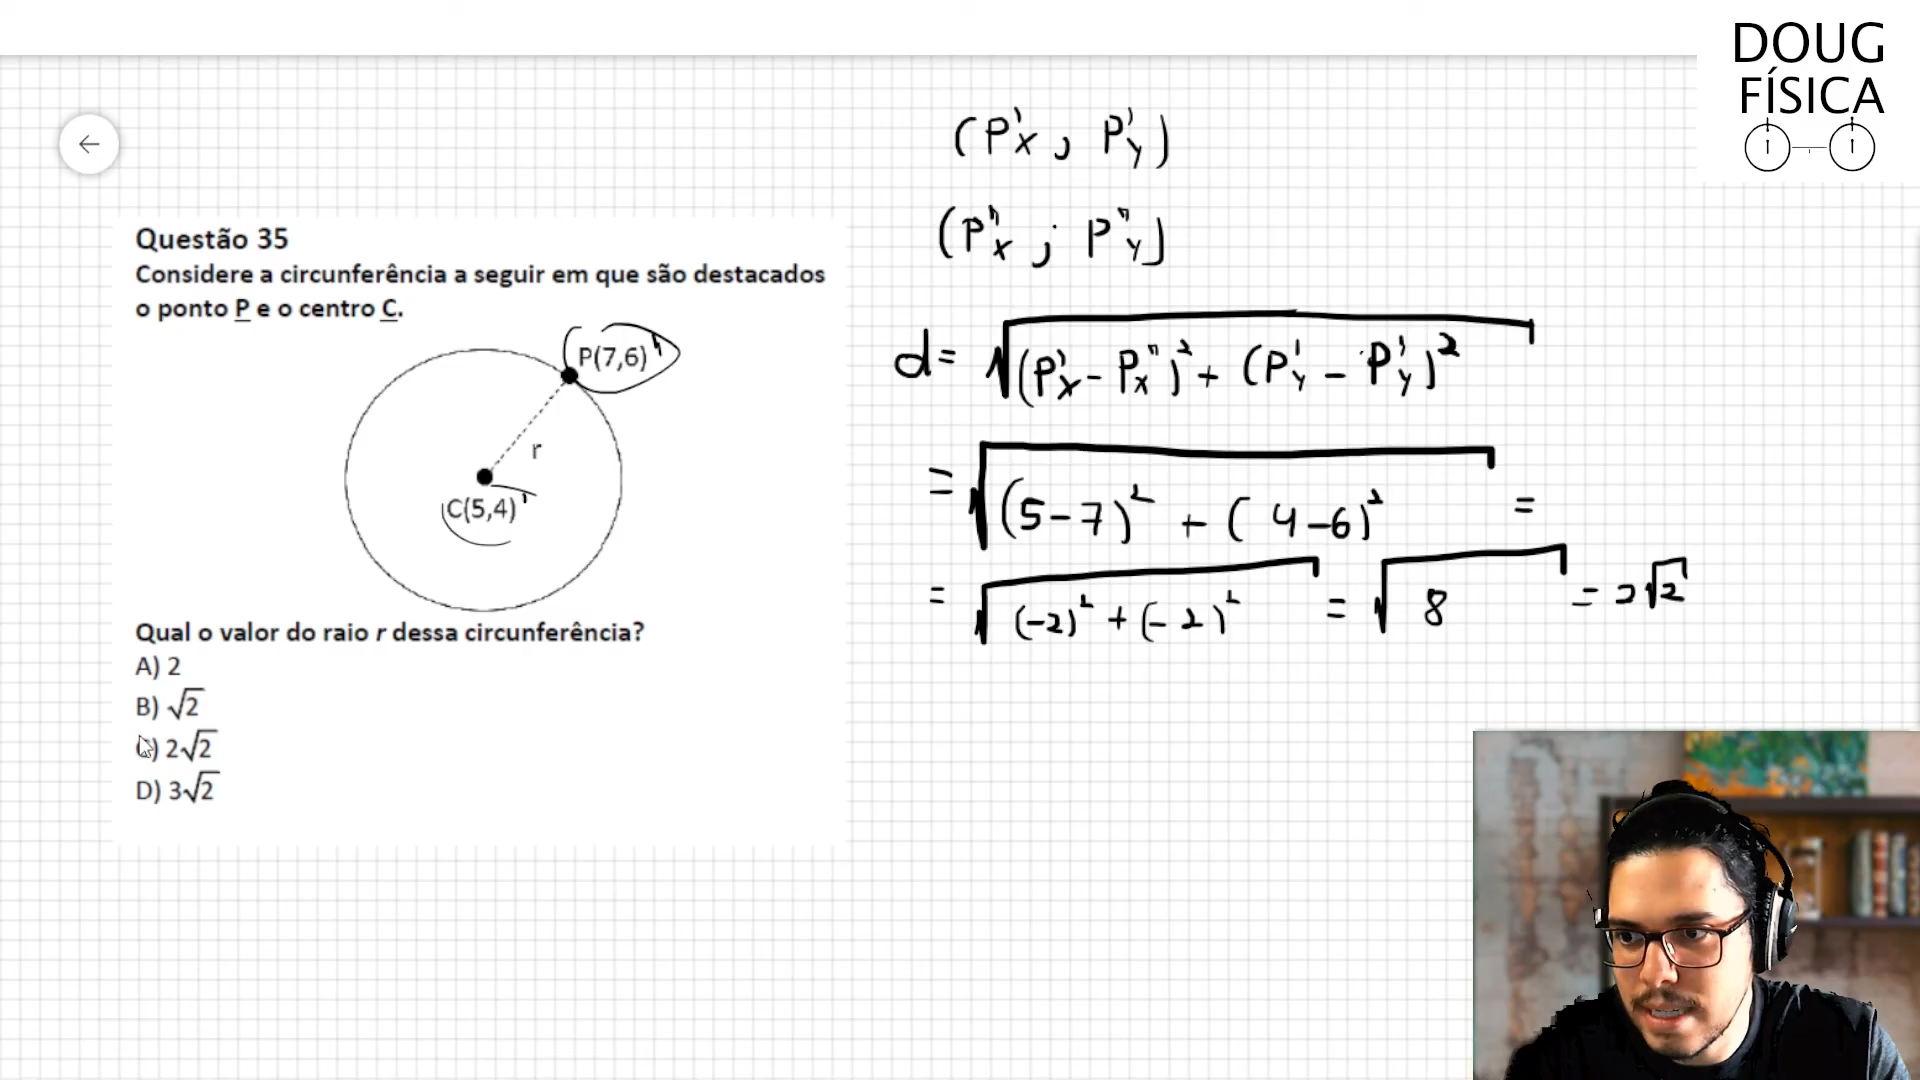 DOUG
FÍSICA
Questão 35
Considere a circunferência a seguir em que são destacados
o ponto P e o centro C.
P(7,6)"
r
C(5,4)'
Qual o valor do raio r dessa circunferência?
A) 2
B) √2
C) 2√2
D) 3√2
(P'x ; P'y)
(P"x ; P"y)
d = √(P'x - P"x)² + (P'y - P'y)²
= √(5-7)² + (4-6)² =
= √(-2)² + (-2)² = √8 = 2√2